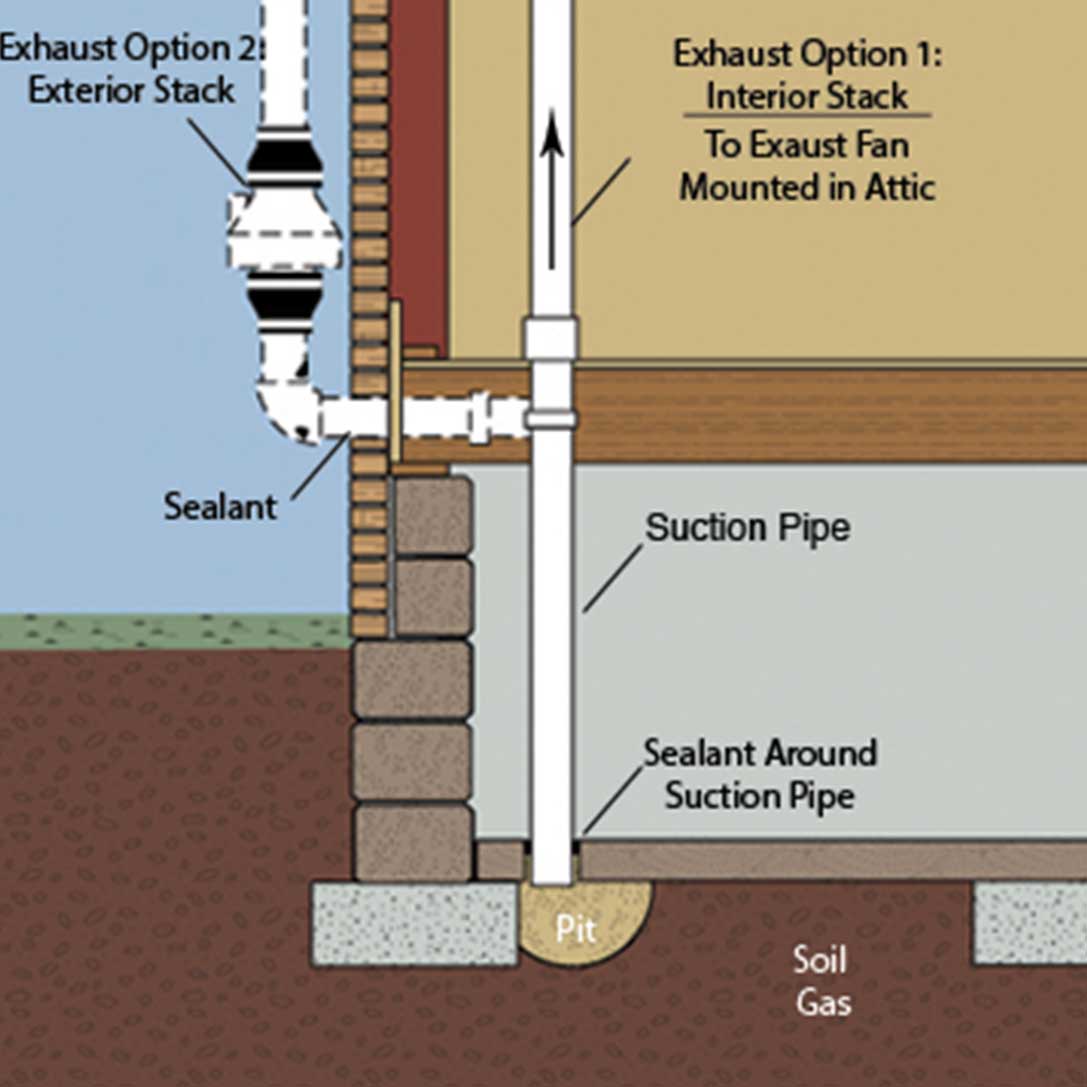 Exhaust Option 2:
Exterior Stack
Exhaust Option 1:
Interior Stack
To Exaust Fan
Mounted in Attic
Sealant
Suction Pipe
Sealant Around
Suction Pipe
Pit
Soil
Gas